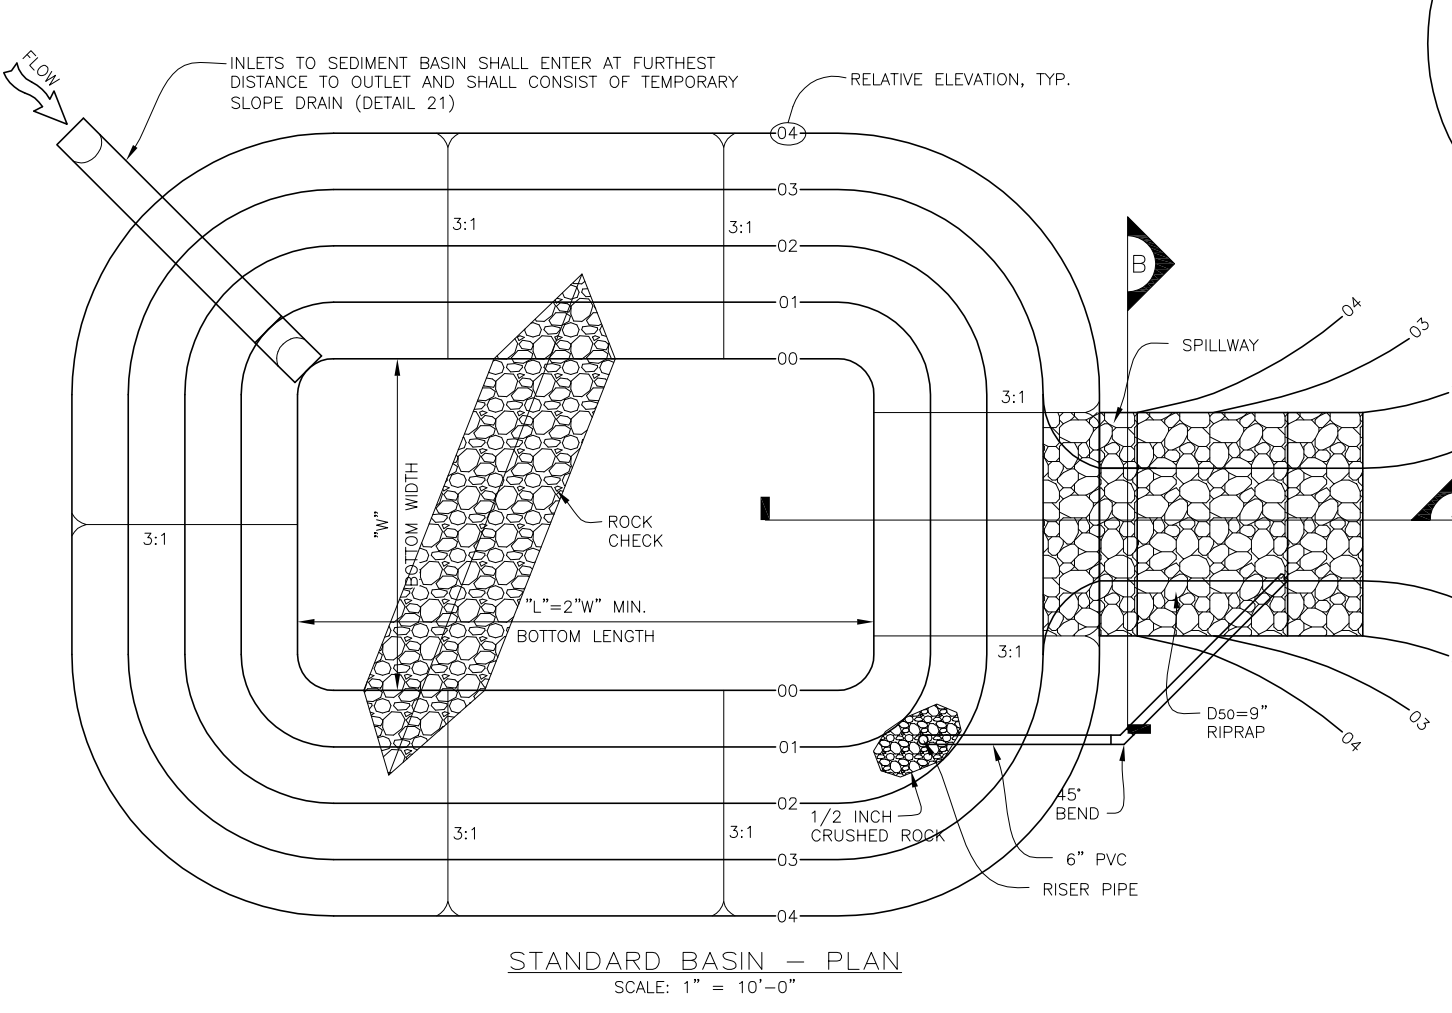 FLOW
INLETS TO SEDIMENT BASIN SHALL ENTER AT FURTHEST
DISTANCE TO OUTLET AND SHALL CONSIST OF TEMPORARY
SLOPE DRAIN (DETAIL 21)
RELATIVE ELEVATION, TYP.
04
03
3:1
3:1
02
B
01
04
03
SPILLWAY
00
3:1
"W"
BOTTOM WIDTH
ROCK
CHECK
3:1
"L"=2"W" MIN.
BOTTOM LENGTH
3:1
00
D50=9"
RIPRAP
03
04
01
02
45°
BEND
1/2 INCH
CRUSHED ROCK
3:1
3:1
03
6" PVC
RISER PIPE
04
STANDARD BASIN – PLAN
SCALE: 1" = 10'-0"